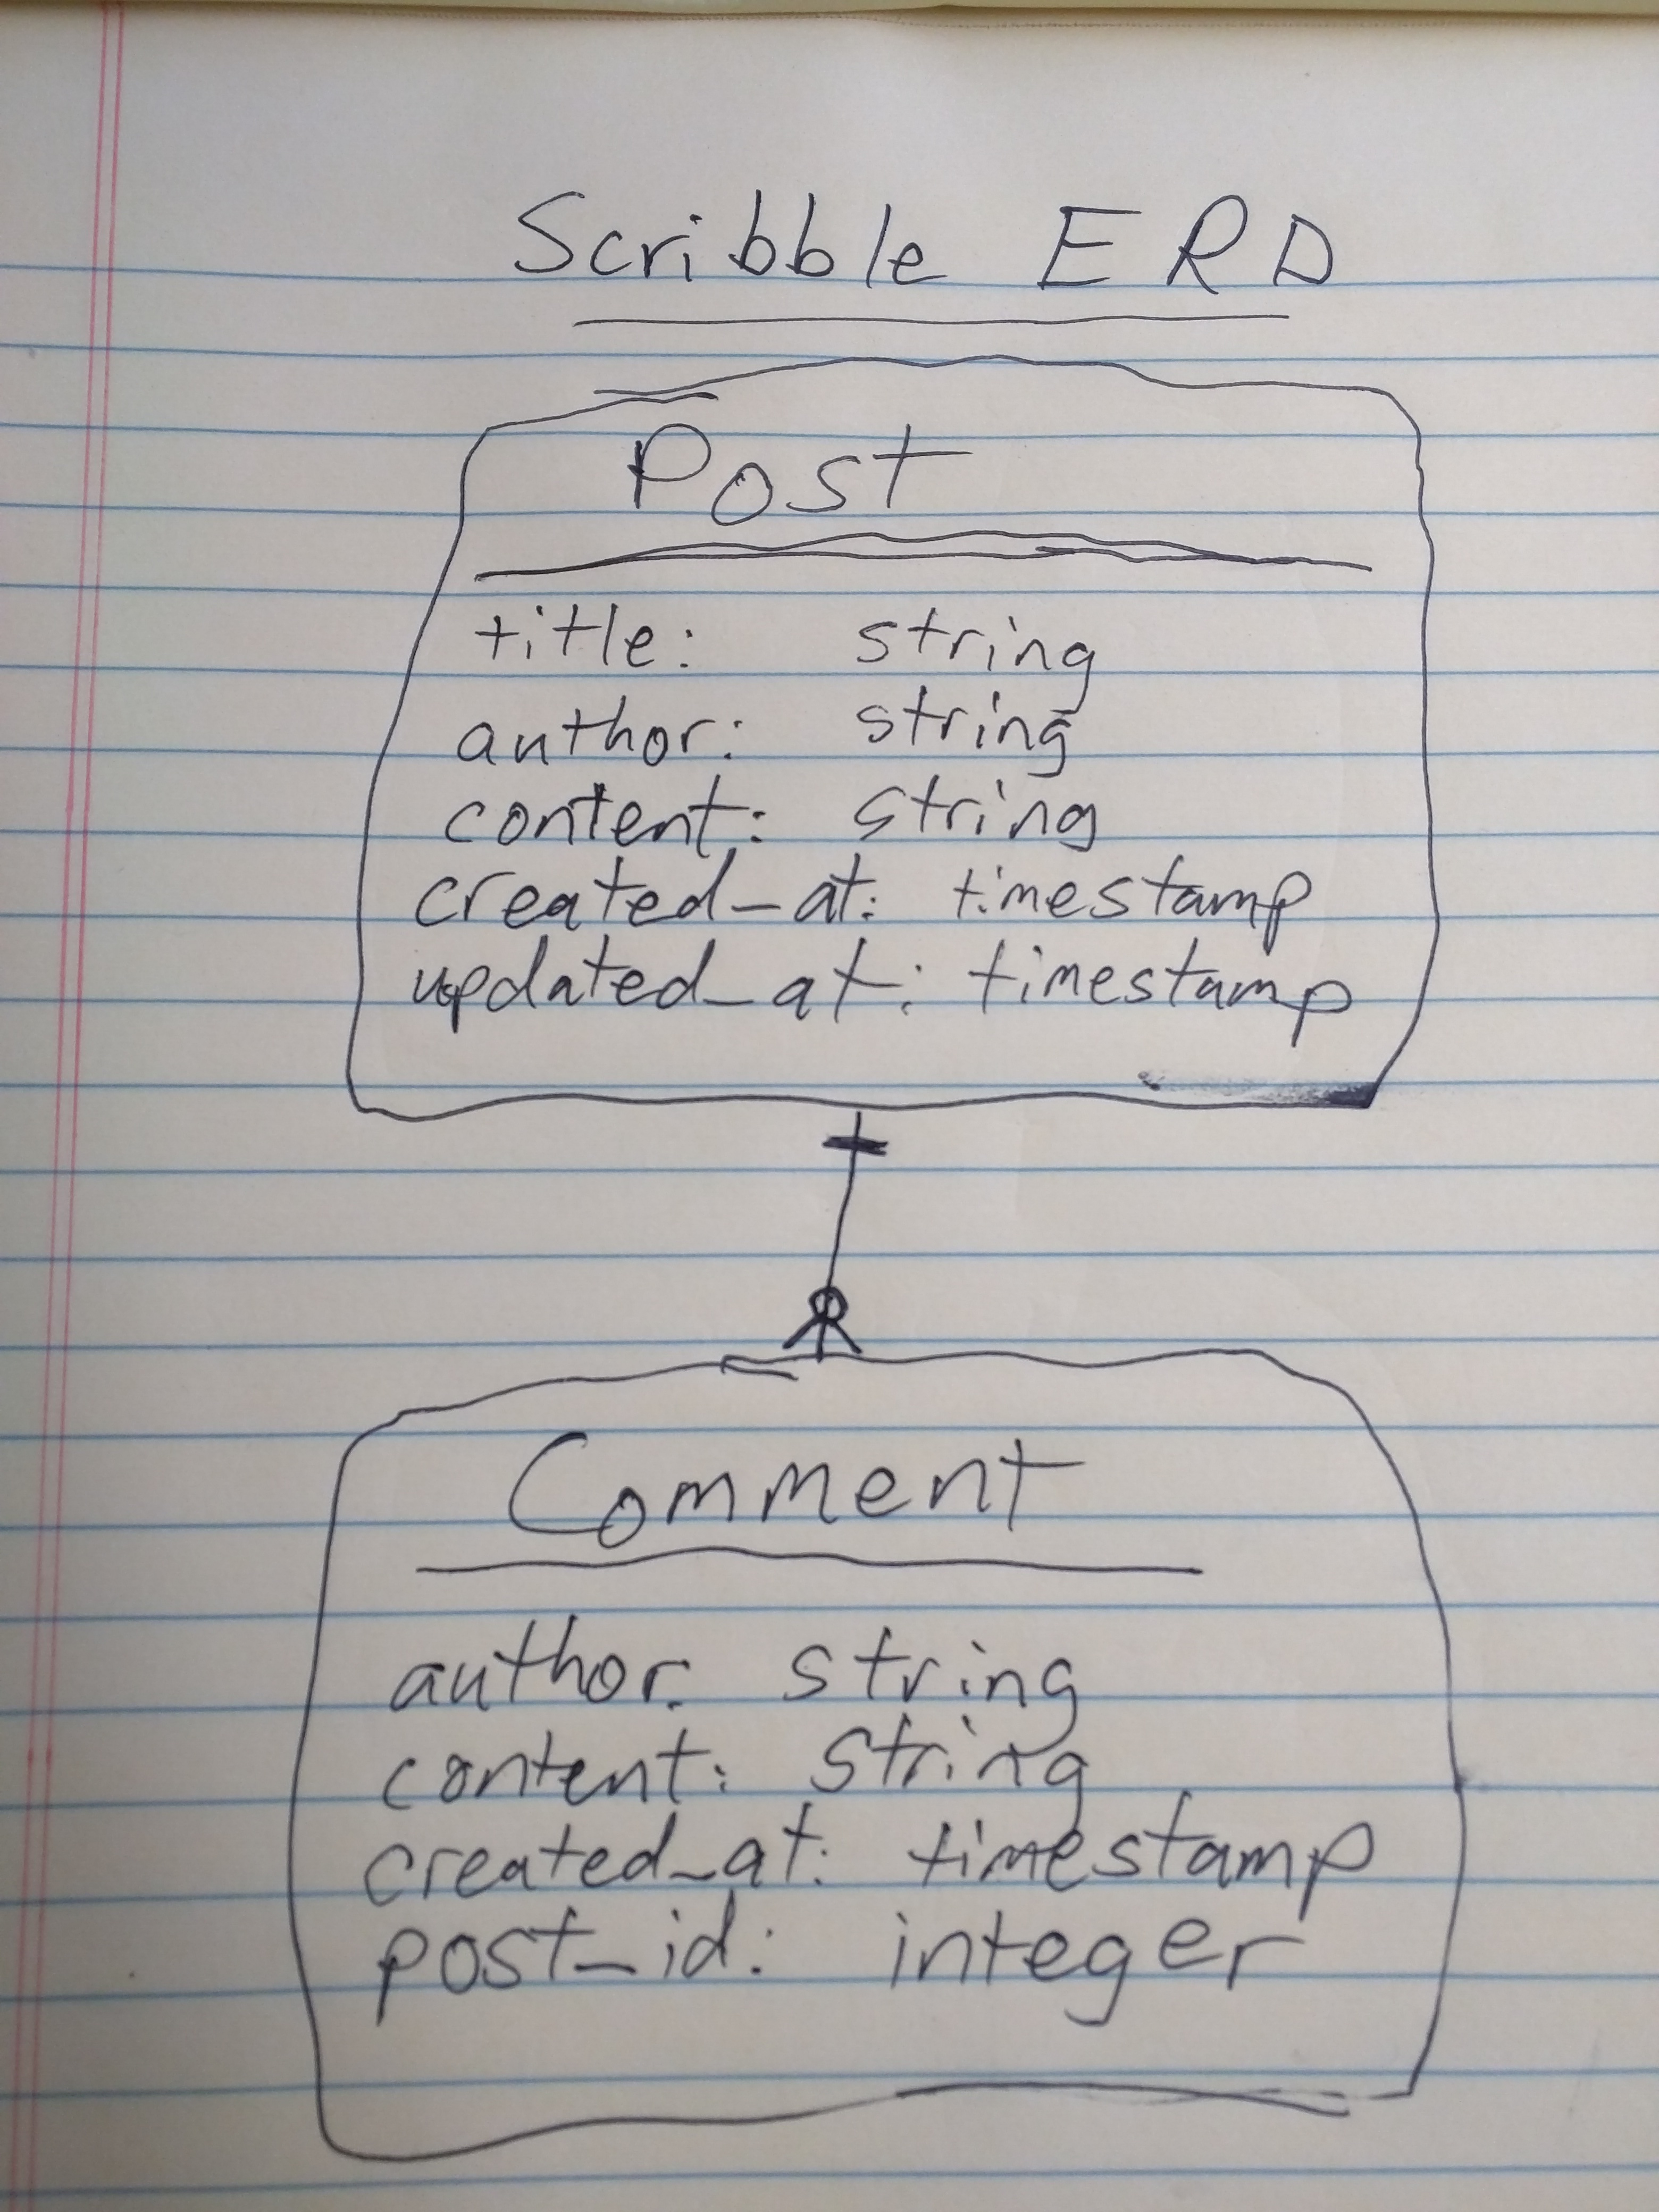 Scribble ERD
Post
title: string
author: string
content: string
created_at: timestamp
updated_at: timestamp
Comment
author: string
content: string
created_at: timestamp
post_id: integer